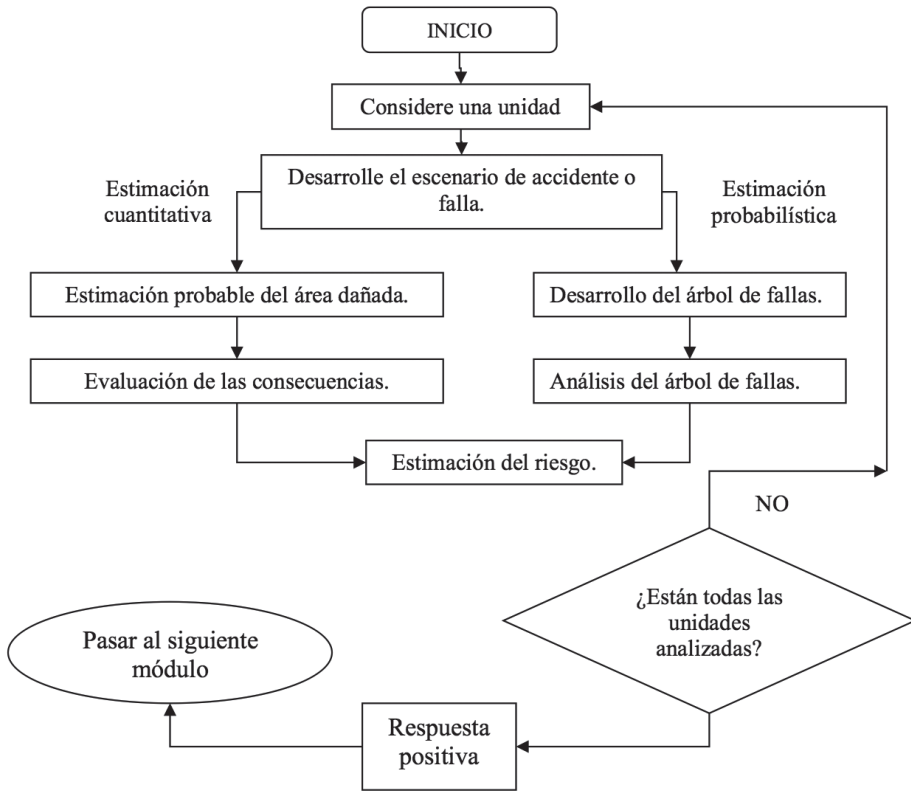 INICIO
Considere una unidad
Desarrolle el escenario de accidente o
falla.
Estimación
cuantitativa
Estimación
probabilística
Estimación probable del área dañada.
Desarrollo del árbol de fallas.
Evaluación de las consecuencias.
Análisis del árbol de fallas.
Estimación del riesgo.
NO
¿Están todas las
unidades
analizadas?
Pasar al siguiente
módulo
Respuesta
positiva